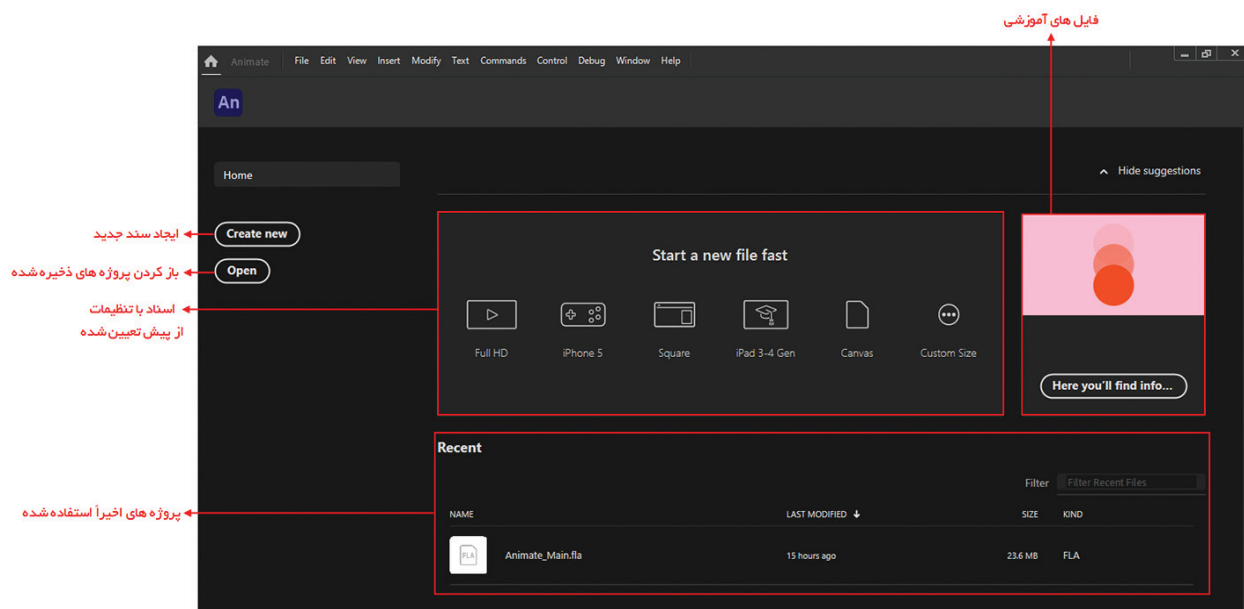 فایل های آموزشی
Animate File Edit View Insert Modify Text Commands Control Debug Window Help
An
Home
Hide suggestions
ایجاد سند جدید
Create new
باز کردن پروژه های ذخیره شده
Open
اسناد با تنظیمات
از پیش تعیین شده
Start a new file fast
Full HD iPhone 5 Square iPad 3-4 Gen Canvas Custom Size
Here you'll find info...
Recent
Filter Filter Recent Files
پروژه های اخیراً استفاده شده
NAME LAST MODIFIED SIZE KIND
FLA Animate_Main.fla 15 hours ago 23.6 MB FLA